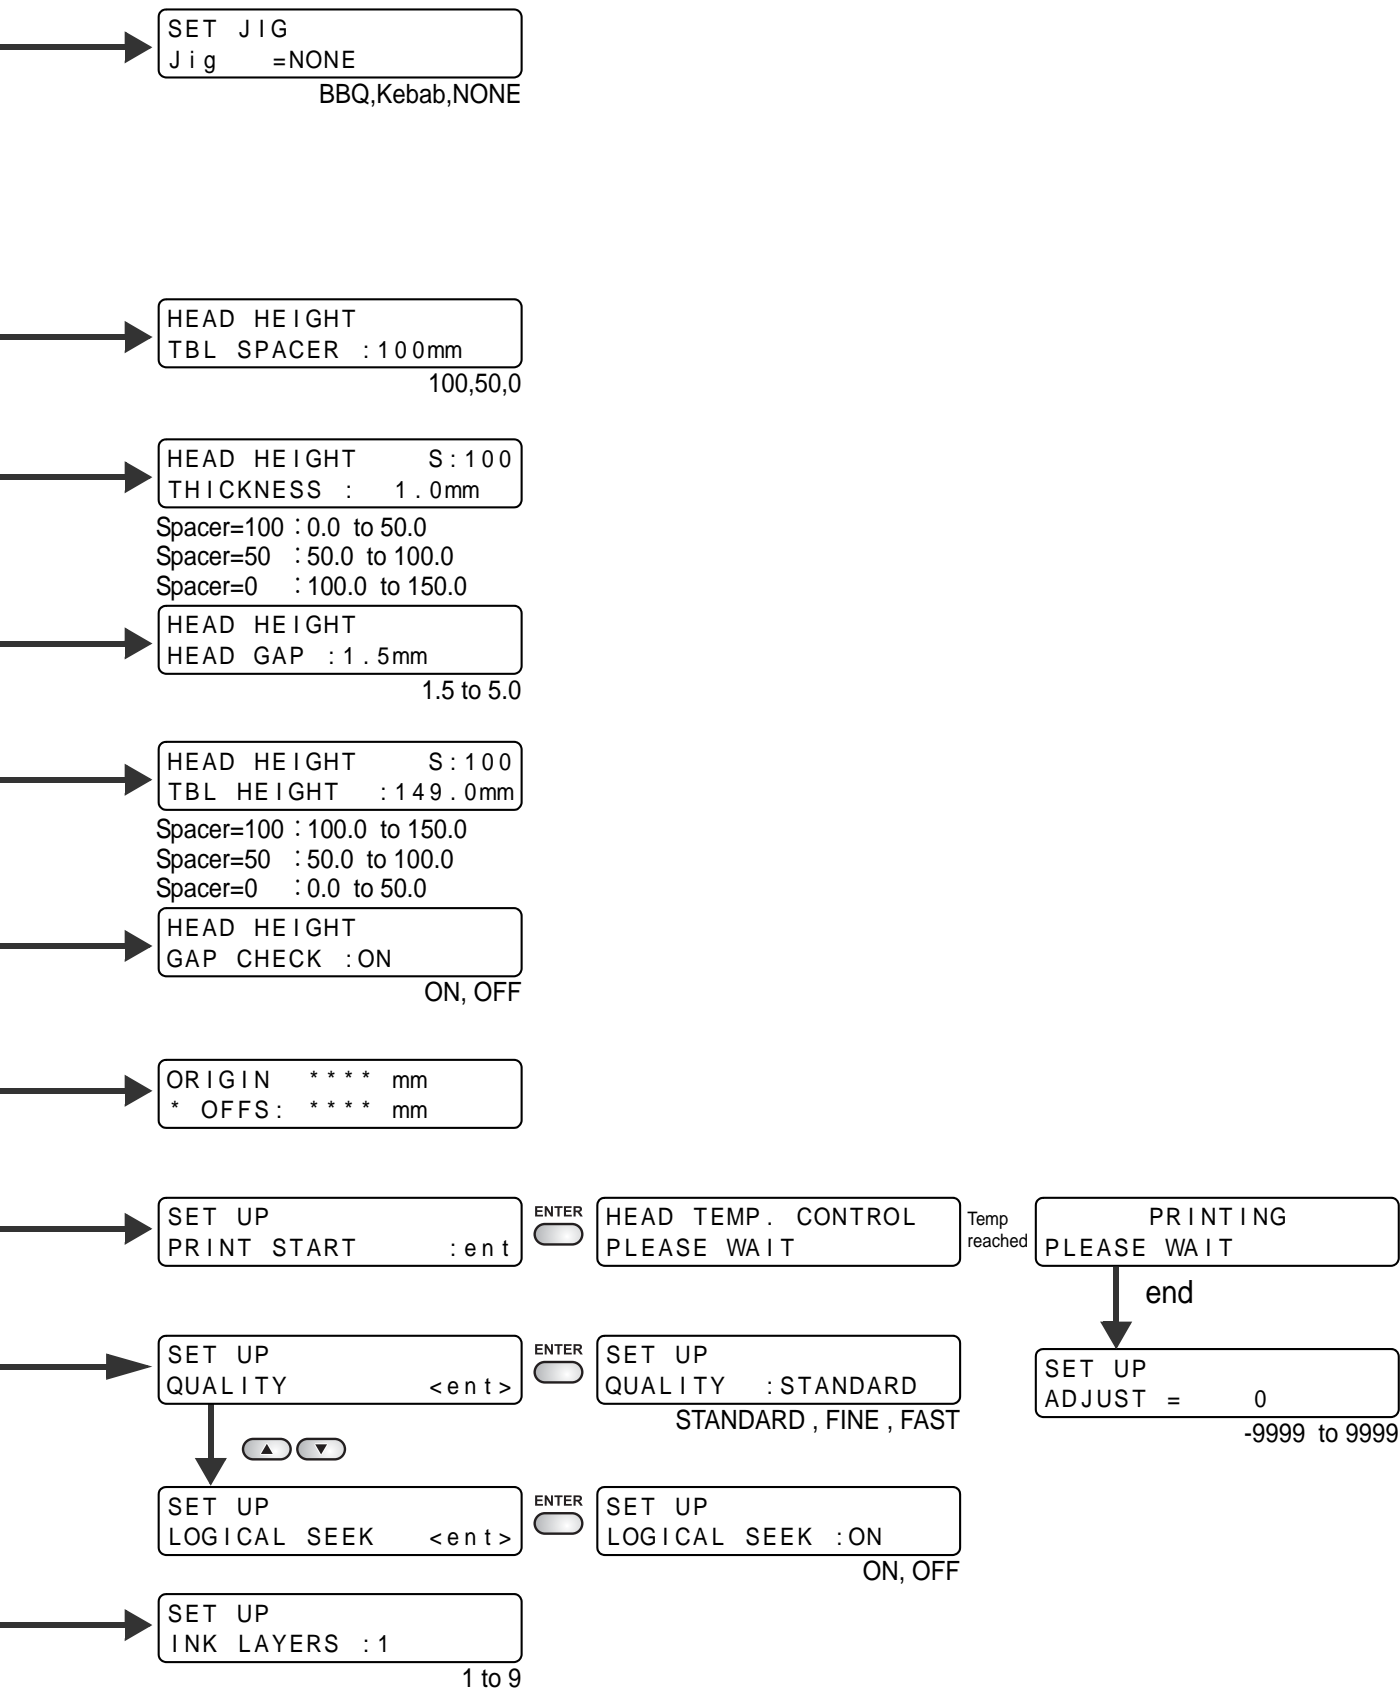 SET JIG
Jig =NONE
BBQ,Kebab,NONE
HEAD HEIGHT
TBL SPACER :100mm
100,50,0
HEAD HEIGHT S:100
THICKNESS : 1.0mm
Spacer=100 : 0.0 to 50.0
Spacer=50 : 50.0 to 100.0
Spacer=0 : 100.0 to 150.0
HEAD HEIGHT
HEAD GAP :1.5mm
1.5 to 5.0
HEAD HEIGHT S:100
TBL HEIGHT :149.0mm
Spacer=100 : 100.0 to 150.0
Spacer=50 : 50.0 to 100.0
Spacer=0 : 0.0 to 50.0
HEAD HEIGHT
GAP CHECK :ON
ON, OFF
ORIGIN **** mm
* OFFS: **** mm
SET UP
PRINT START :ent
ENTER
HEAD TEMP. CONTROL
PLEASE WAIT
Temp
reached
PRINTING
PLEASE WAIT
end
SET UP
ADJUST = 0
-9999 to 9999
SET UP
QUALITY <ent>
ENTER
SET UP
QUALITY :STANDARD
STANDARD , FINE , FAST
SET UP
LOGICAL SEEK <ent>
ENTER
SET UP
LOGICAL SEEK :ON
ON, OFF
SET UP
INK LAYERS :1
1 to 9